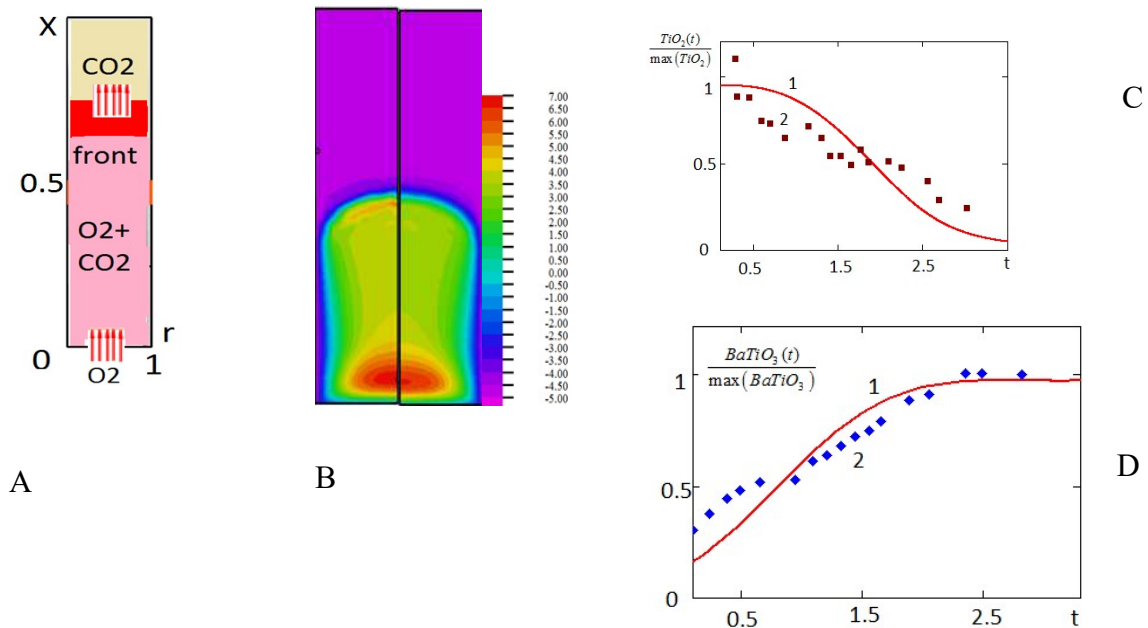 X
CO2
front
0.5
O2+
CO2
r
0
1
O2
A
7.00
6.50
6.00
5.50
5.00
4.50
4.00
3.50
3.00
2.50
2.00
1.50
1.00
0.50
0.00
-0.50
-1.00
-1.50
-2.00
-2.50
-3.00
-3.50
-4.00
-4.50
-5.00
B
TiO₂(t)
max(TiO₂)
1
1
2
0.5
0
0.5
1.5
2.5
t
C
BaTiO₃(t)
max(BaTiO₃)
1
1
2
0.5
0
0.5
1.5
2.5
t
D